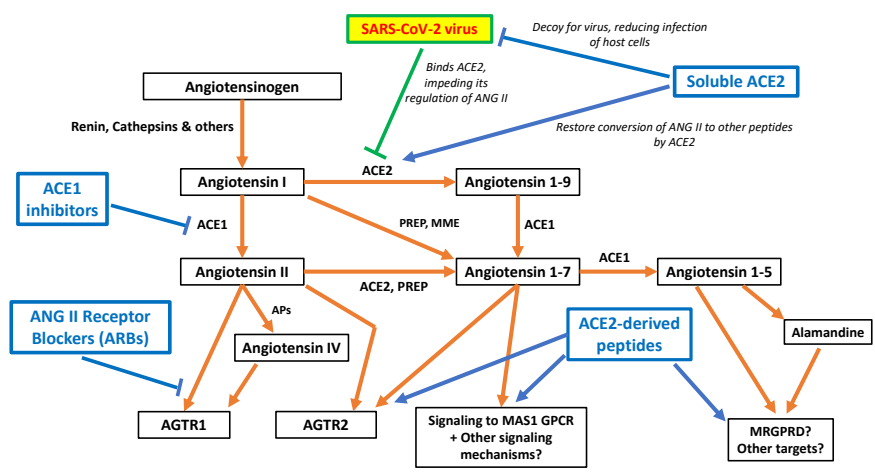 SARS-CoV-2 virus
Decoy for virus, reducing infection
of host cells
Binds ACE2,
impeding its
regulation of ANG II
Soluble ACE2
Angiotensinogen
Renin, Cathepsins & others
Restore conversion of ANG II to other peptides
by ACE2
ACE2
Angiotensin I
Angiotensin 1-9
ACE1
inhibitors
ACE1
PREP, MME
ACE1
Angiotensin II
ACE2, PREP
Angiotensin 1-7
ACE1
Angiotensin 1-5
ANG II Receptor
Blockers (ARBs)
APs
Angiotensin IV
ACE2-derived
peptides
Alamandine
AGTR1
AGTR2
Signaling to MAS1 GPCR
+ Other signaling
mechanisms?
MRGPRD?
Other targets?